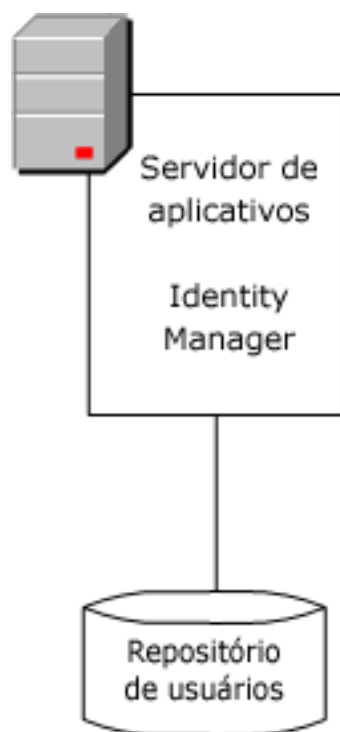 Servidor de
aplicativos
Identity
Manager
Repositório
de usuários